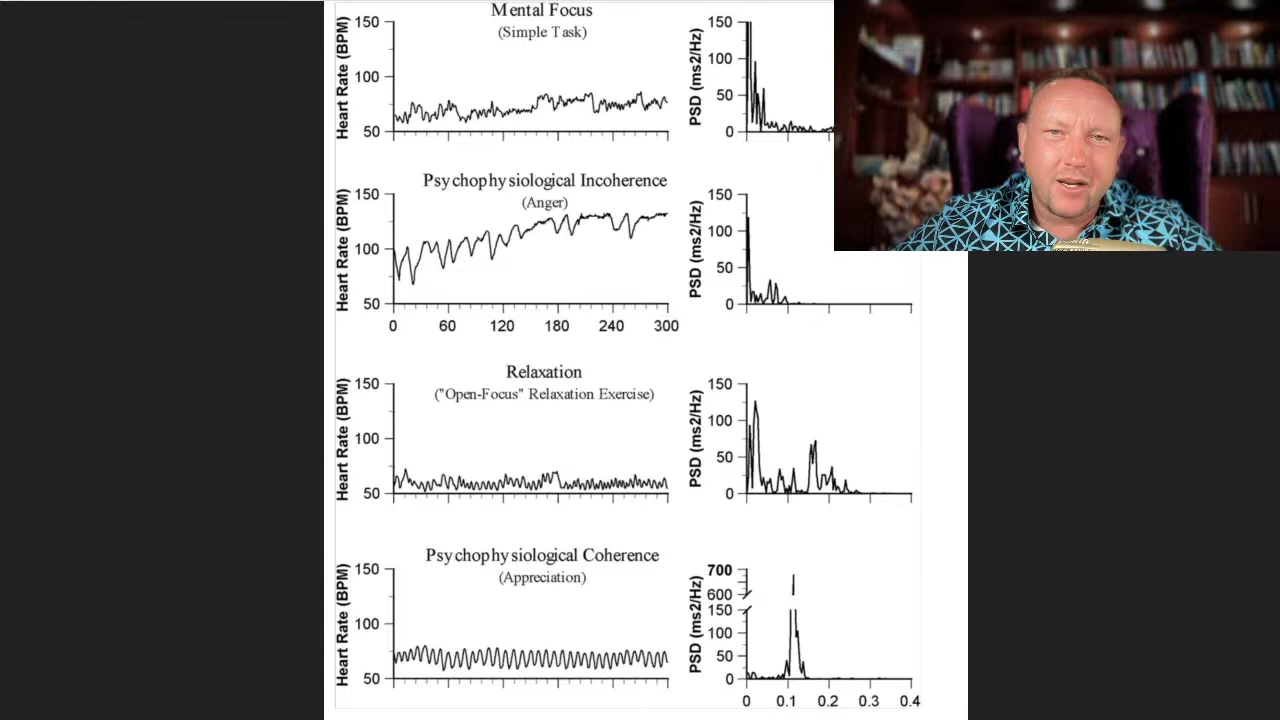 Mental Focus
(Simple Task)
Heart Rate (BPM)
150
100
50
PSD (ms2/Hz)
150
100
50
0
Psychophysiological Incoherence
(Anger)
Heart Rate (BPM)
150
100
50
0 60 120 180 240 300
PSD (ms2/Hz)
150
100
50
0
Relaxation
("Open-Focus" Relaxation Exercise)
Heart Rate (BPM)
150
100
50
PSD (ms2/Hz)
150
100
50
0
Psychophysiological Coherence
(Appreciation)
Heart Rate (BPM)
150
100
50
PSD (ms2/Hz)
700
600
150
100
50
0
0 0.1 0.2 0.3 0.4